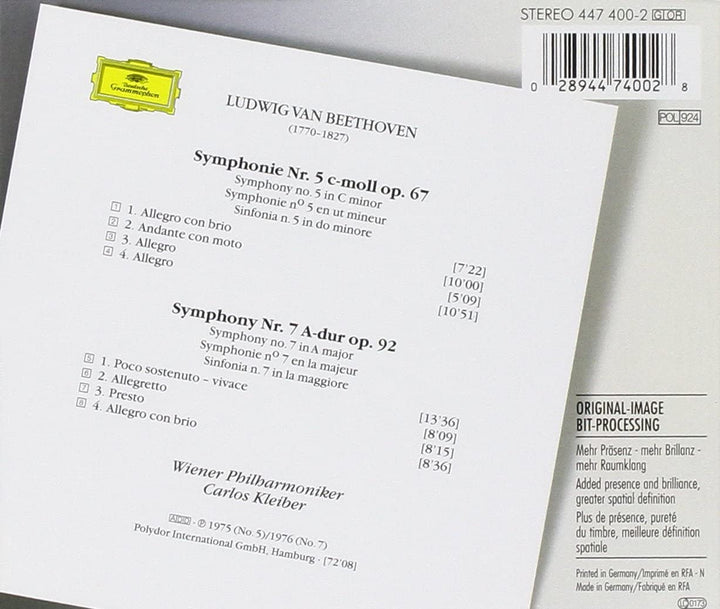 STEREO 447 400-2 GLOR
0 28944 74002 8
POL 924
Deutsche
Grammophon
LUDWIG VAN BEETHOVEN
(1770–1827)
Symphonie Nr. 5 c-moll op. 67
Symphony no. 5 in C minor
Symphonie nº 5 en ut mineur
Sinfonia n. 5 in do minore
1 1. Allegro con brio [7'22]
2 2. Andante con moto [10'00]
3 3. Allegro [5'09]
4 4. Allegro [10'51]
Symphony Nr. 7 A-dur op. 92
Symphony no. 7 in A major
Symphonie nº 7 en la majeur
Sinfonia n. 7 in la maggiore
5 1. Poco sostenuto – vivace [13'36]
6 2. Allegretto [8'09]
7 3. Presto [8'15]
8 4. Allegro con brio [8'36]
Wiener Philharmoniker
Carlos Kleiber
ADD · ℗ 1975 (No. 5)/1976 (No. 7)
Polydor International GmbH, Hamburg · [72'08]
ORIGINAL-IMAGE
BIT-PROCESSING
Mehr Präsenz - mehr Brillanz -
mehr Raumklang
Added presence and brilliance,
greater spatial definition
Plus de présence, pureté
du timbre, meilleure définition
spatiale
Printed in Germany/Imprimé en RFA - N
Made in Germany/Fabriqué en RFA
LC 0173